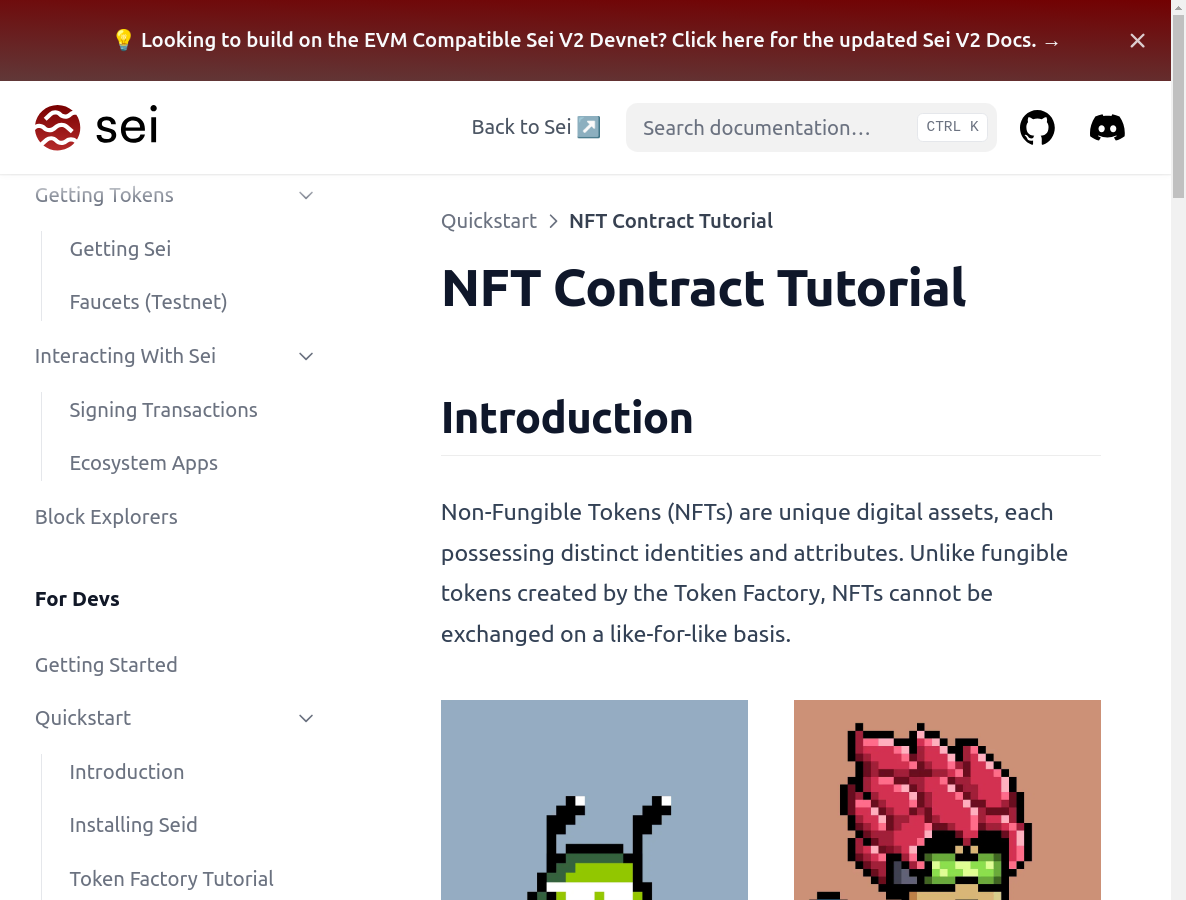 💡 Looking to build on the EVM Compatible Sei V2 Devnet? Click here for the updated Sei V2 Docs. →
sei
Back to Sei ↗️
Search documentation…
CTRL K
Getting Tokens
Getting Sei
Faucets (Testnet)
Interacting With Sei
Signing Transactions
Ecosystem Apps
Block Explorers
For Devs
Getting Started
Quickstart
Introduction
Installing Seid
Token Factory Tutorial
Quickstart > NFT Contract Tutorial
NFT Contract Tutorial
Introduction
Non-Fungible Tokens (NFTs) are unique digital assets, each
possessing distinct identities and attributes. Unlike fungible
tokens created by the Token Factory, NFTs cannot be
exchanged on a like-for-like basis.